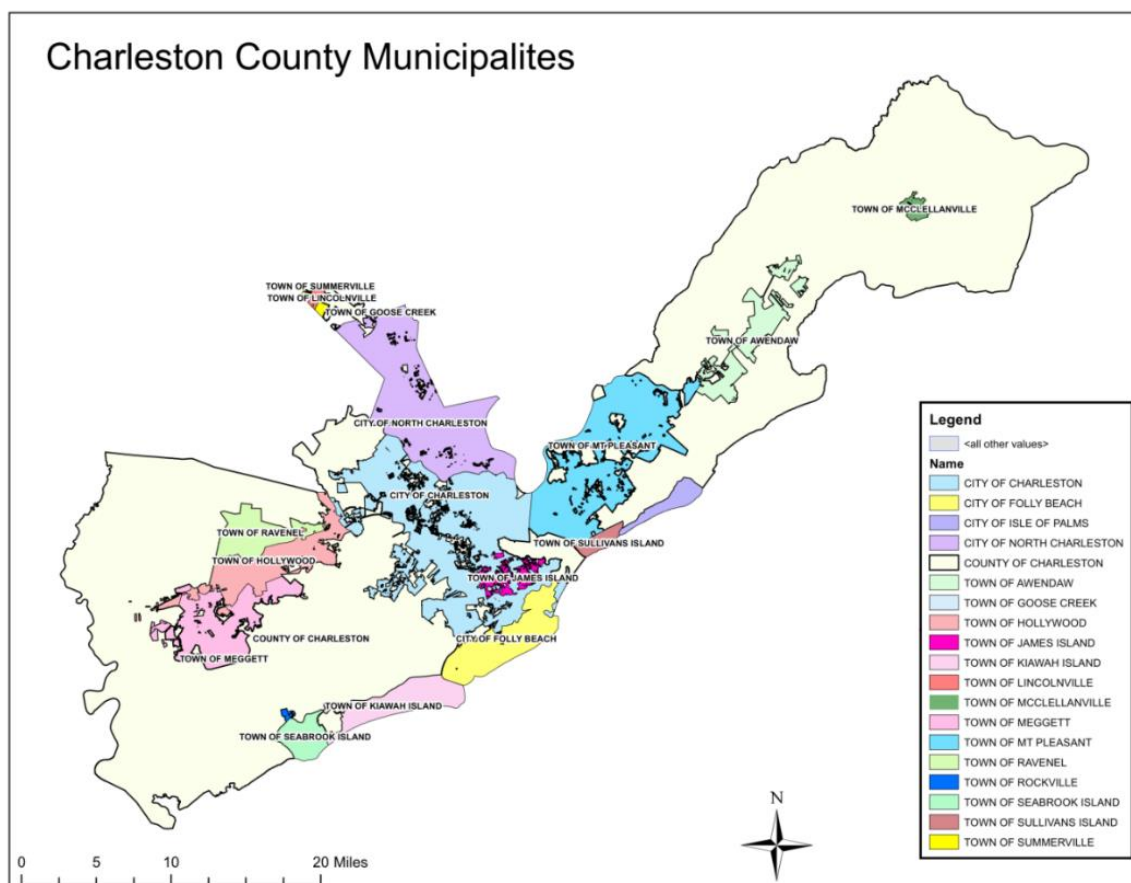 Charleston County Municipalites
TOWN OF MCCLELLANVILLE
TOWN OF SUMMERVILLE
TOWN OF LINCOLNVILLE
TOWN OF GOOSE CREEK
TOWN OF AWENDAW
CITY OF NORTH CHARLESTON
TOWN OF MT PLEASANT
CITY OF CHARLESTON
TOWN OF RAVENEL
TOWN OF SULLIVANS ISLAND
TOWN OF HOLLYWOOD
TOWN OF JAMES ISLAND
COUNTY OF CHARLESTON
CITY OF FOLLY BEACH
TOWN OF MEGGETT
TOWN OF KIAWAH ISLAND
TOWN OF SEABROOK ISLAND
Legend
<all other values>
Name
CITY OF CHARLESTON
CITY OF FOLLY BEACH
CITY OF ISLE OF PALMS
CITY OF NORTH CHARLESTON
COUNTY OF CHARLESTON
TOWN OF AWENDAW
TOWN OF GOOSE CREEK
TOWN OF HOLLYWOOD
TOWN OF JAMES ISLAND
TOWN OF KIAWAH ISLAND
TOWN OF LINCOLNVILLE
TOWN OF MCCLELLANVILLE
TOWN OF MEGGETT
TOWN OF MT PLEASANT
TOWN OF RAVENEL
TOWN OF ROCKVILLE
TOWN OF SEABROOK ISLAND
TOWN OF SULLIVANS ISLAND
TOWN OF SUMMERVILLE
N
0 5 10 20 Miles